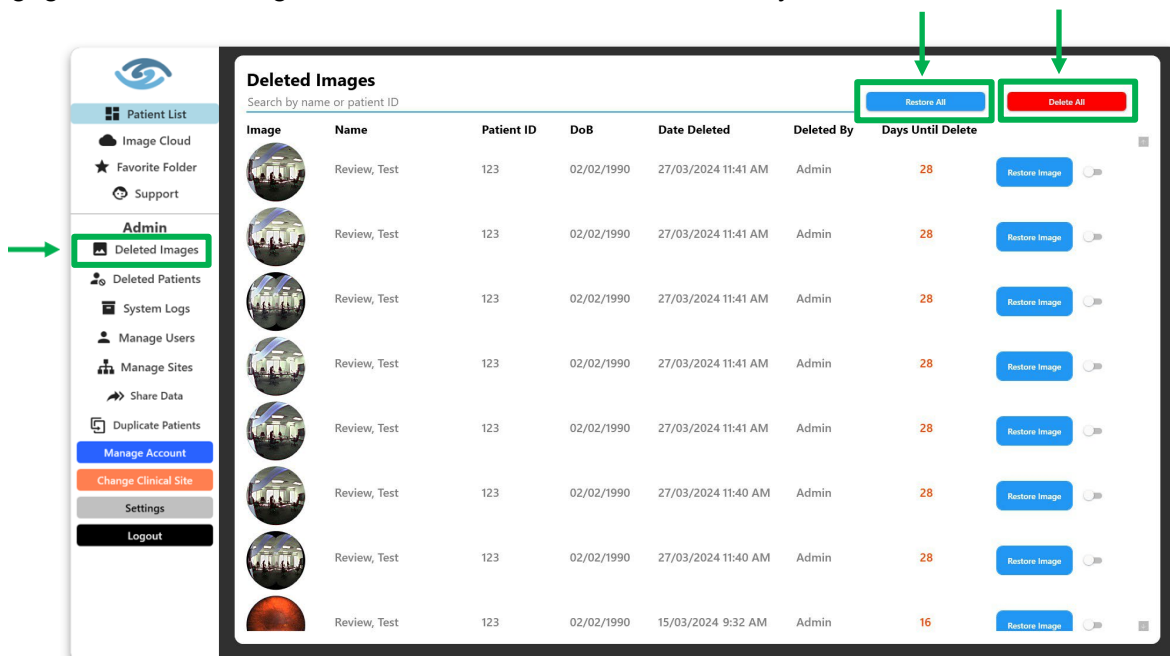 Patient List
Image Cloud
Favorite Folder
Support
Admin
Deleted Images
Deleted Patients
System Logs
Manage Users
Manage Sites
Share Data
Duplicate Patients
Manage Account
Change Clinical Site
Settings
Logout
Deleted Images
Search by name or patient ID
Restore All
Delete All
Image Name Patient ID DoB Date Deleted Deleted By Days Until Delete
Review, Test 123 02/02/1990 27/03/2024 11:41 AM Admin 28 Restore Image
Review, Test 123 02/02/1990 27/03/2024 11:41 AM Admin 28 Restore Image
Review, Test 123 02/02/1990 27/03/2024 11:41 AM Admin 28 Restore Image
Review, Test 123 02/02/1990 27/03/2024 11:41 AM Admin 28 Restore Image
Review, Test 123 02/02/1990 27/03/2024 11:41 AM Admin 28 Restore Image
Review, Test 123 02/02/1990 27/03/2024 11:40 AM Admin 28 Restore Image
Review, Test 123 02/02/1990 27/03/2024 11:40 AM Admin 28 Restore Image
Review, Test 123 02/02/1990 15/03/2024 9:32 AM Admin 16 Restore Image